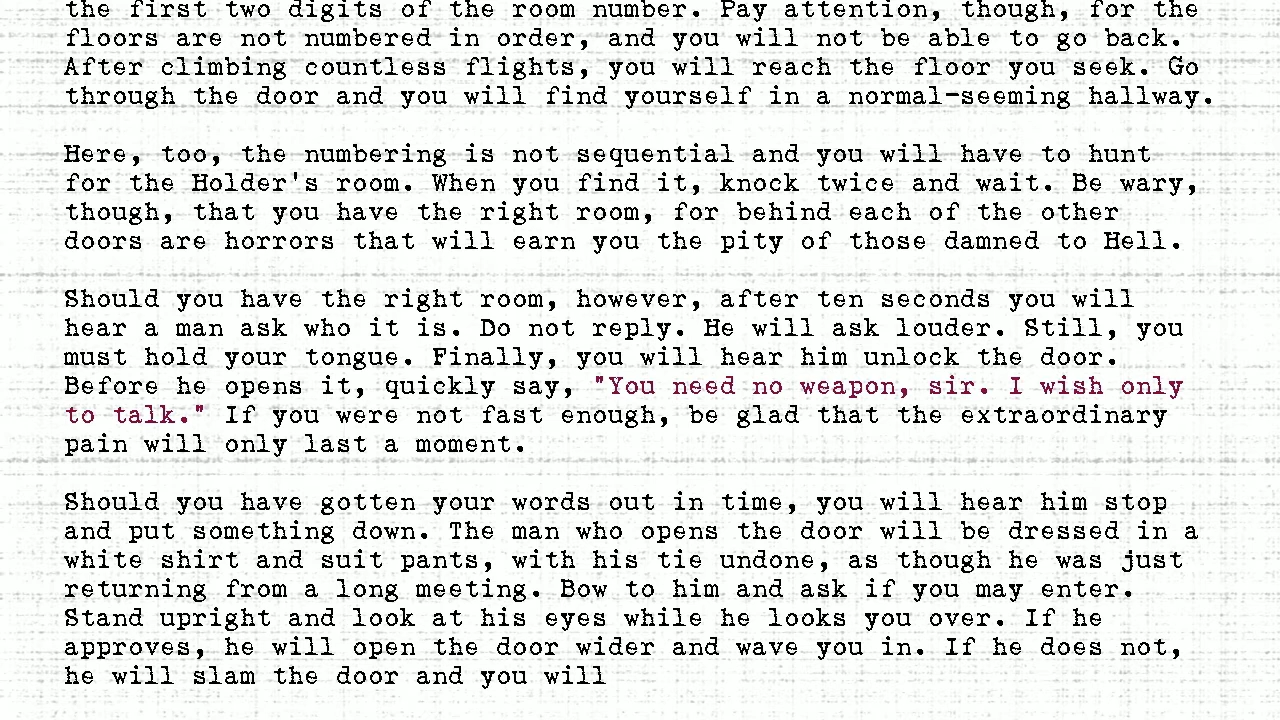 the first two digits of the room number. Pay attention, though, for the
floors are not numbered in order, and you will not be able to go back.
After climbing countless flights, you will reach the floor you seek. Go
through the door and you will find yourself in a normal-seeming hallway.
Here, too, the numbering is not sequential and you will have to hunt
for the Holder's room. When you find it, knock twice and wait. Be wary,
though, that you have the right room, for behind each of the other
doors are horrors that will earn you the pity of those damned to Hell.
Should you have the right room, however, after ten seconds you will
hear a man ask who it is. Do not reply. He will ask louder. Still, you
must hold your tongue. Finally, you will hear him unlock the door.
Before he opens it, quickly say, "You need no weapon, sir. I wish only
to talk." If you were not fast enough, be glad that the extraordinary
pain will only last a moment.
Should you have gotten your words out in time, you will hear him stop
and put something down. The man who opens the door will be dressed in a
white shirt and suit pants, with his tie undone, as though he was just
returning from a long meeting. Bow to him and ask if you may enter.
Stand upright and look at his eyes while he looks you over. If he
approves, he will open the door wider and wave you in. If he does not,
he will slam the door and you will